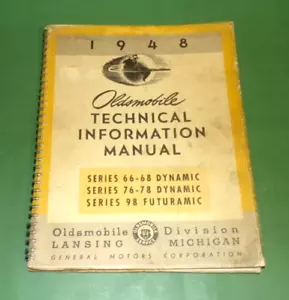 1948
Oldsmobile
TECHNICAL
INFORMATION
MANUAL
SERIES 66-68 DYNAMIC
SERIES 76-78 DYNAMIC
SERIES 98 FUTURAMIC
Oldsmobile Division
LANSING MICHIGAN
GENERAL MOTORS CORPORATION